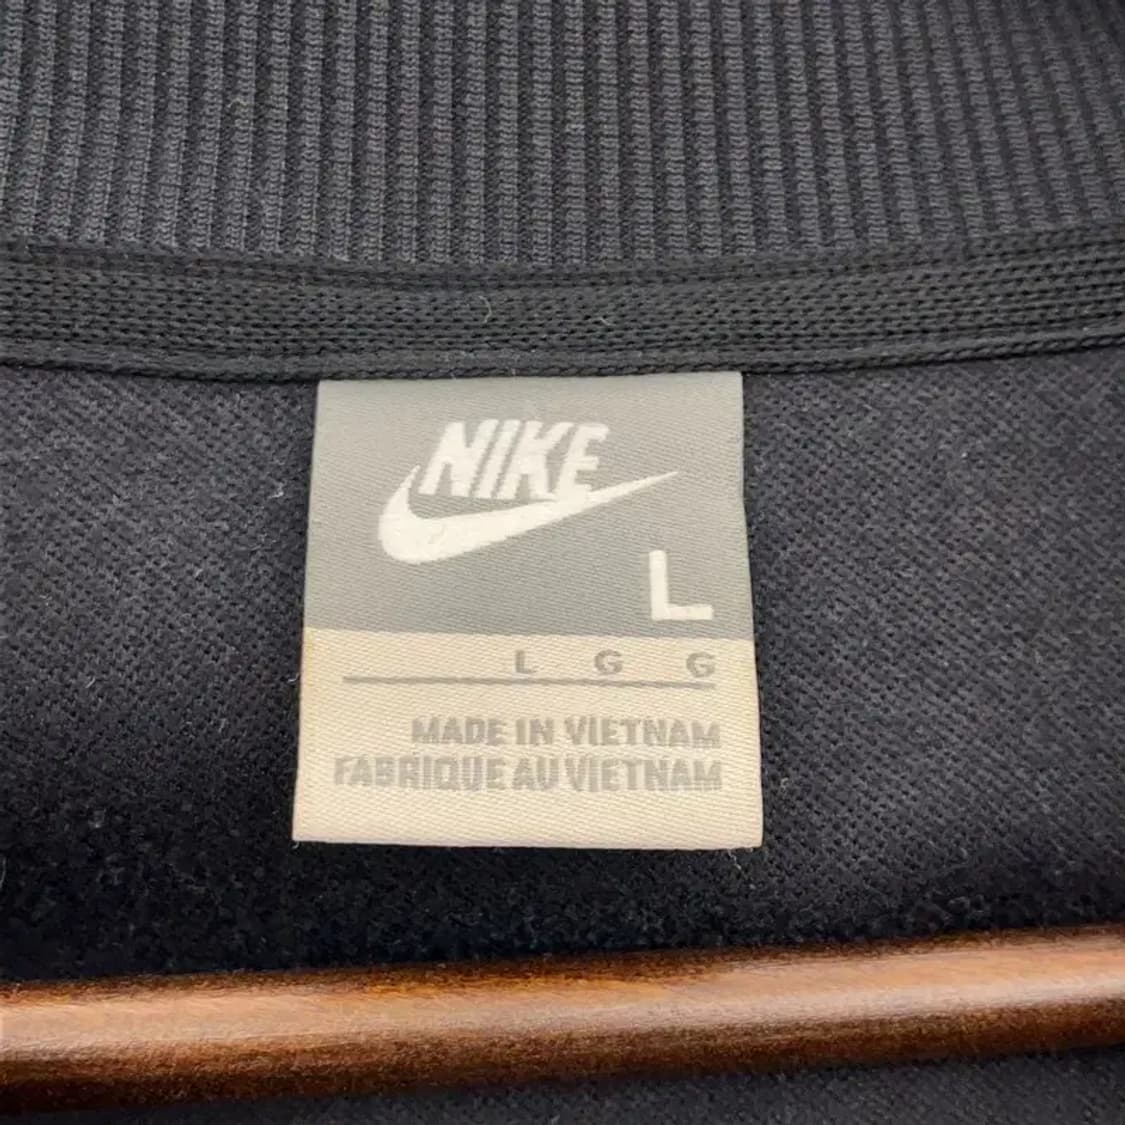 NIKE
L
L G G
MADE IN VIETNAM
FABRIQUE AU VIETNAM